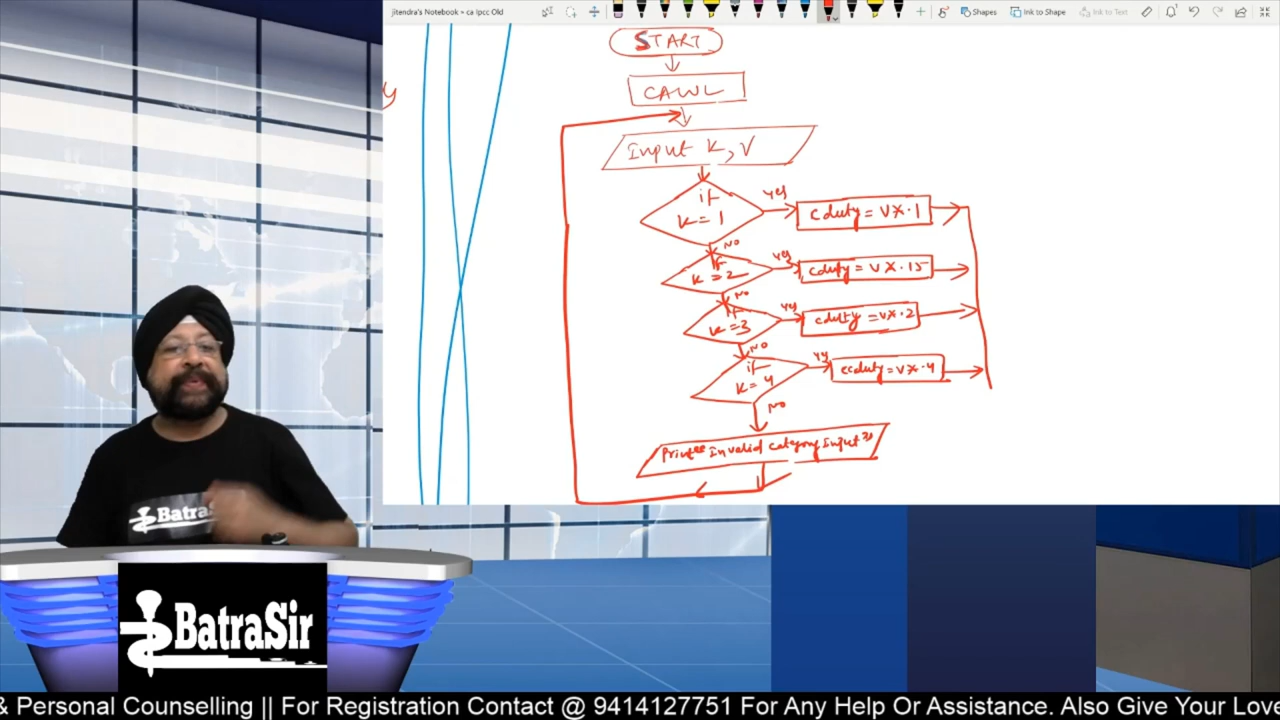 jitendra's Notebook > ca Ipcc Old
Shapes
Ink to Shape
Ink to Text
START
CAWL
Input K, V
if
K = 1
Yes
Cduty = V*.1
NO
If
K = 2
Yes
cduty = V*.15
NO
If
K = 3
Yes
cduty = V*.2
NO
if
K = 4
Yes
ccduty = V*.4
NO
Print "Invalid category Input"
Batra
BatraSir
& Personal Counselling || For Registration Contact @ 9414127751 For Any Help Or Assistance. Also Give Your Love